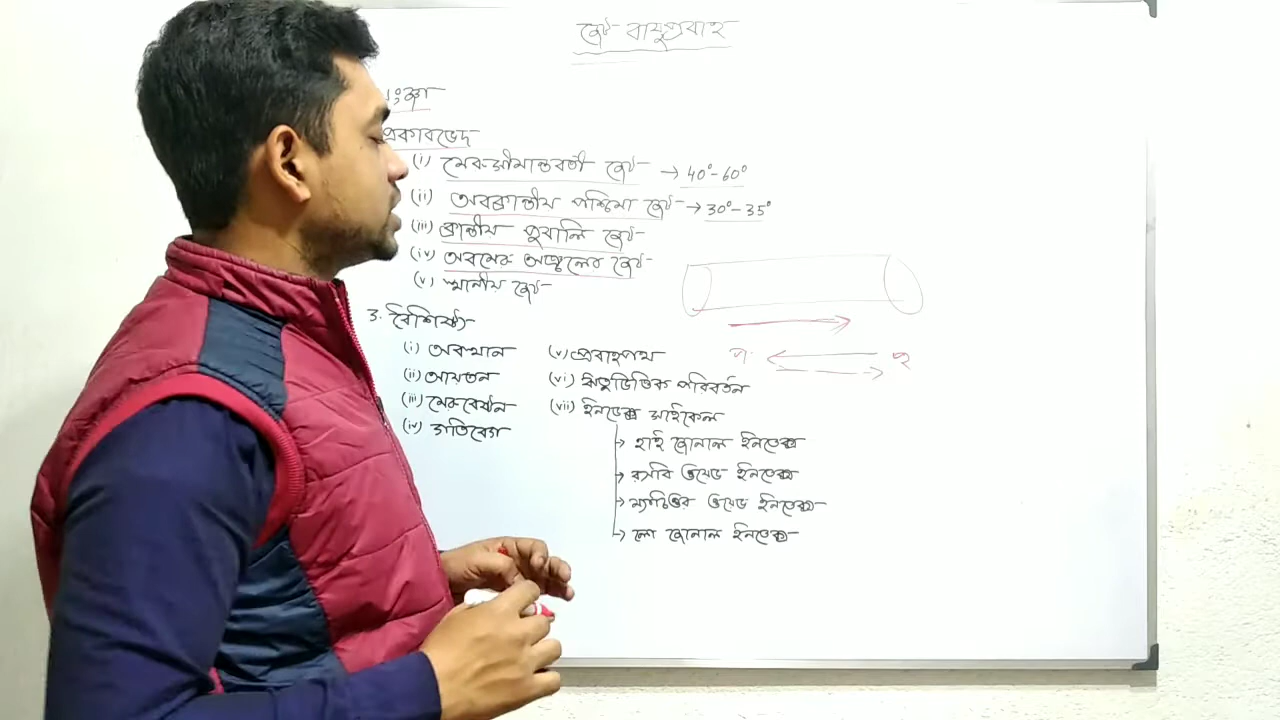 জেট বায়ুপ্রবাহ
সংজ্ঞা
প্রকারভেদ
(i) মেরুসীমান্তবর্তী জেট → 40°-60°
(ii) অবক্রান্তীয় পশ্চিমা জেট → 30°-35°
(iii) ক্রান্তীয় পুবালি জেট
(iv) অবমেরু অঞ্চলের জেট
(v) স্থানীয় জেট
3. বৈশিষ্ট্য
(i) অবস্থান
(ii) আয়তন
(iii) মেরুবেষ্টন
(iv) গতিবেগ
(v) প্রবাহপথ
(vi) ঋতুভিত্তিক পরিবর্তন
(vii) ইনডেক্স সাইকেল
→ হাই জোনাল ইনডেক্স
→ রসবি ওয়েভ ইনডেক্স
→ ম্যাচিওর ওয়েভ ইনডেক্স
→ লো জোনাল ইনডেক্স
প. পূ